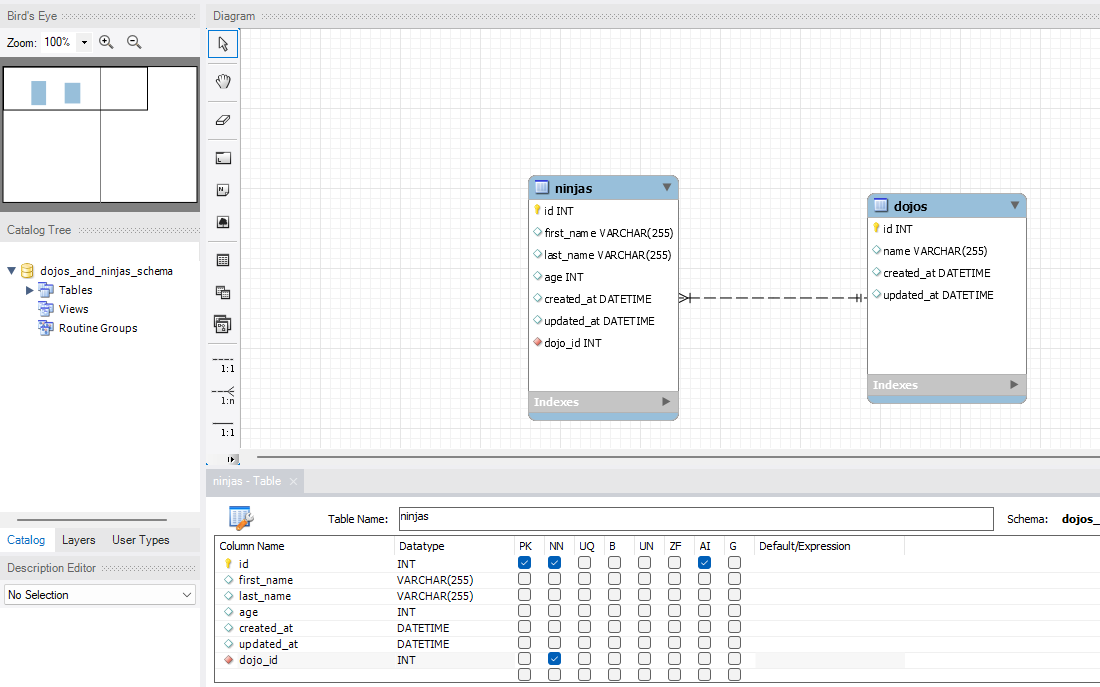 Bird's Eye
Zoom: 100%
Catalog Tree
dojos_and_ninjas_schema
Tables
Views
Routine Groups
Catalog Layers User Types
Description Editor
No Selection
Diagram
1:1
1:n
1:1
ninjas
id INT
first_name VARCHAR(255)
last_name VARCHAR(255)
age INT
created_at DATETIME
updated_at DATETIME
dojo_id INT
Indexes
dojos
id INT
name VARCHAR(255)
created_at DATETIME
updated_at DATETIME
Indexes
ninjas - Table
Table Name: ninjas Schema: dojos_
Column Name Datatype PK NN UQ B UN ZF AI G Default/Expression
id INT
first_name VARCHAR(255)
last_name VARCHAR(255)
age INT
created_at DATETIME
updated_at DATETIME
dojo_id INT